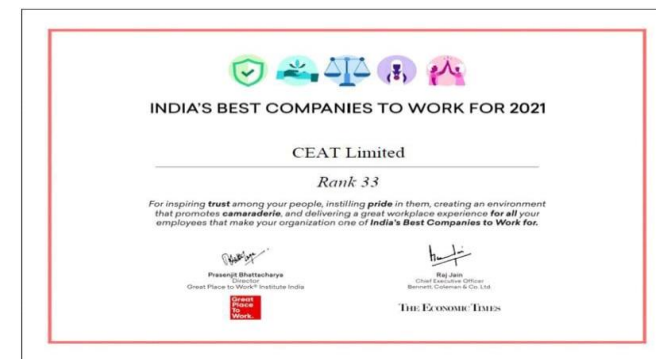 INDIA'S BEST COMPANIES TO WORK FOR 2021
CEAT Limited
Rank 33
For inspiring trust among your people, instilling pride in them, creating an environment
that promotes camaraderie, and delivering a great workplace experience for all your
employees that make your organization one of India's Best Companies to Work for.
Prasenjit Bhattacharya
Director
Great Place to Work® Institute India
Raj Jain
Chief Executive Officer
Bennett, Coleman & Co. Ltd
Great
Place
To
Work.
THE ECONOMIC TIMES